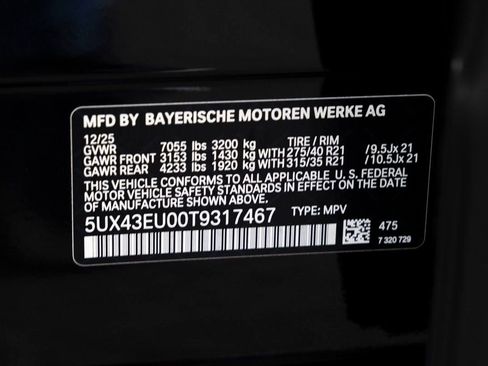 MFD BY BAYERISCHE MOTOREN WERKE AG
12/25
GVWR 7055 lbs 3200 kg TIRE / RIM
GAWR FRONT 3153 lbs 1430 kg WITH 275/40 R21 / 9.5Jx 21
GAWR REAR 4233 lbs 1920 kg WITH 315/35 R21 / 10.5Jx 21
THIS VEHICLE CONFORMS TO ALL APPLICABLE U. S. FEDERAL
MOTOR VEHICLE SAFETY STANDARDS IN EFFECT ON THE
DATE OF MANUFACTURE SHOWN ABOVE.
5UX43EU00T9317467 TYPE: MPV
475
7 320 729